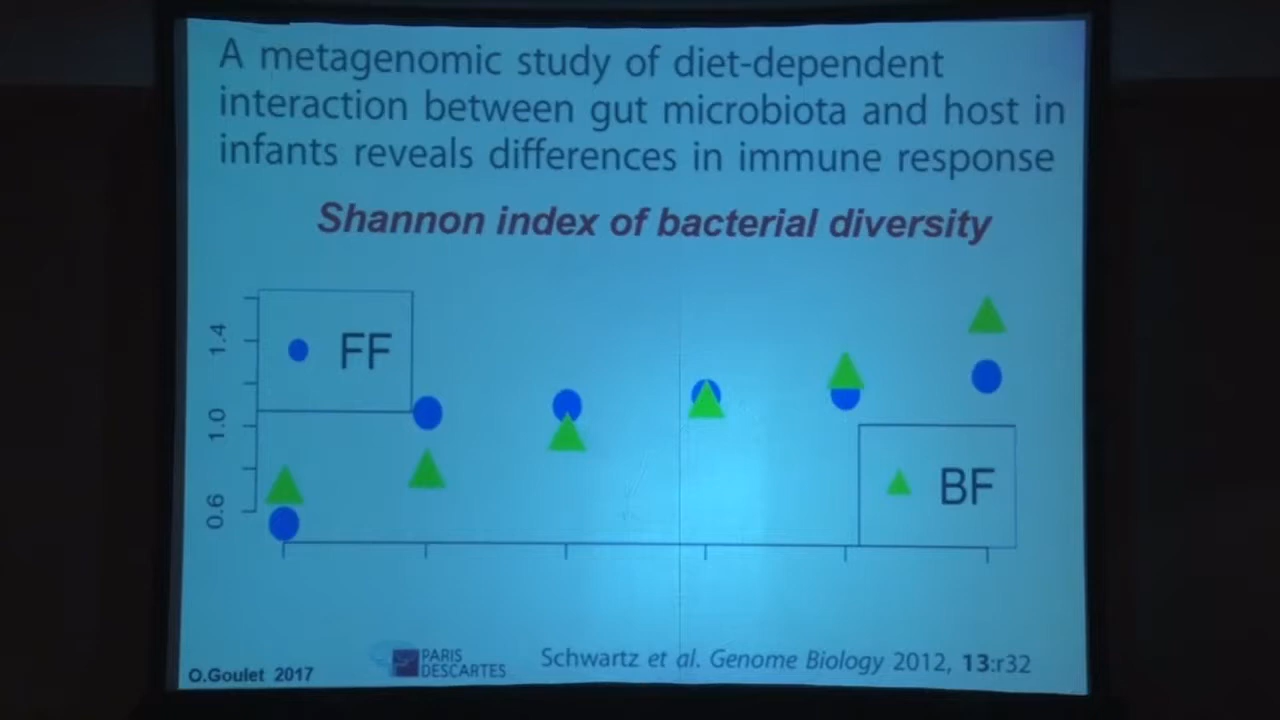 A metagenomic study of diet-dependent
interaction between gut microbiota and host in
infants reveals differences in immune response
Shannon index of bacterial diversity
1.4
1.0
0.6
FF
BF
O.Goulet 2017
PARIS
DESCARTES
Schwartz et al. Genome Biology 2012, 13:r32